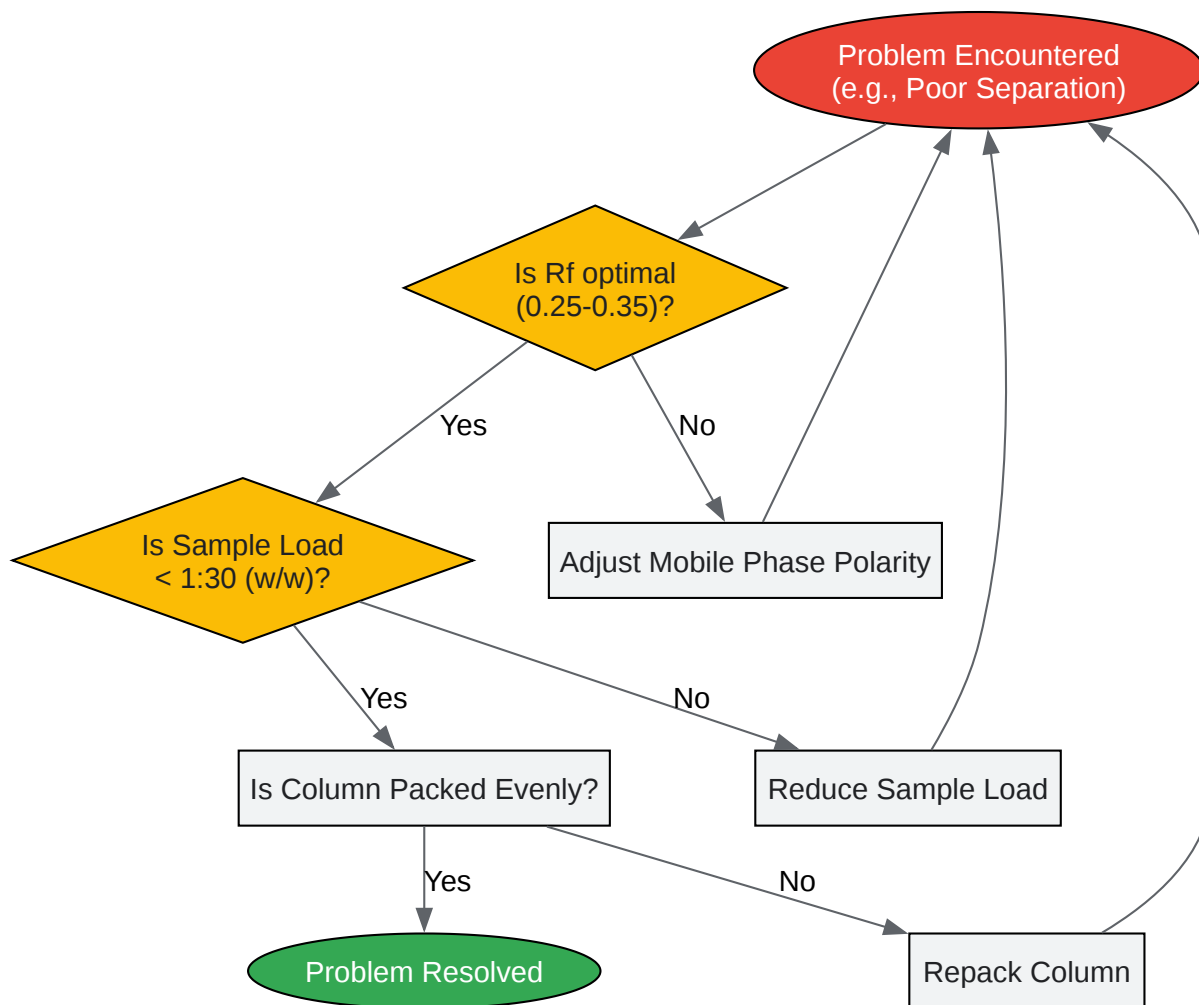 Problem Encountered
(e.g., Poor Separation)
Is Rf optimal
(0.25-0.35)?
Yes
No
Is Sample Load
< 1:30 (w/w)?
Adjust Mobile Phase Polarity
Yes
No
Is Column Packed Evenly?
Reduce Sample Load
Yes
No
Problem Resolved
Repack Column